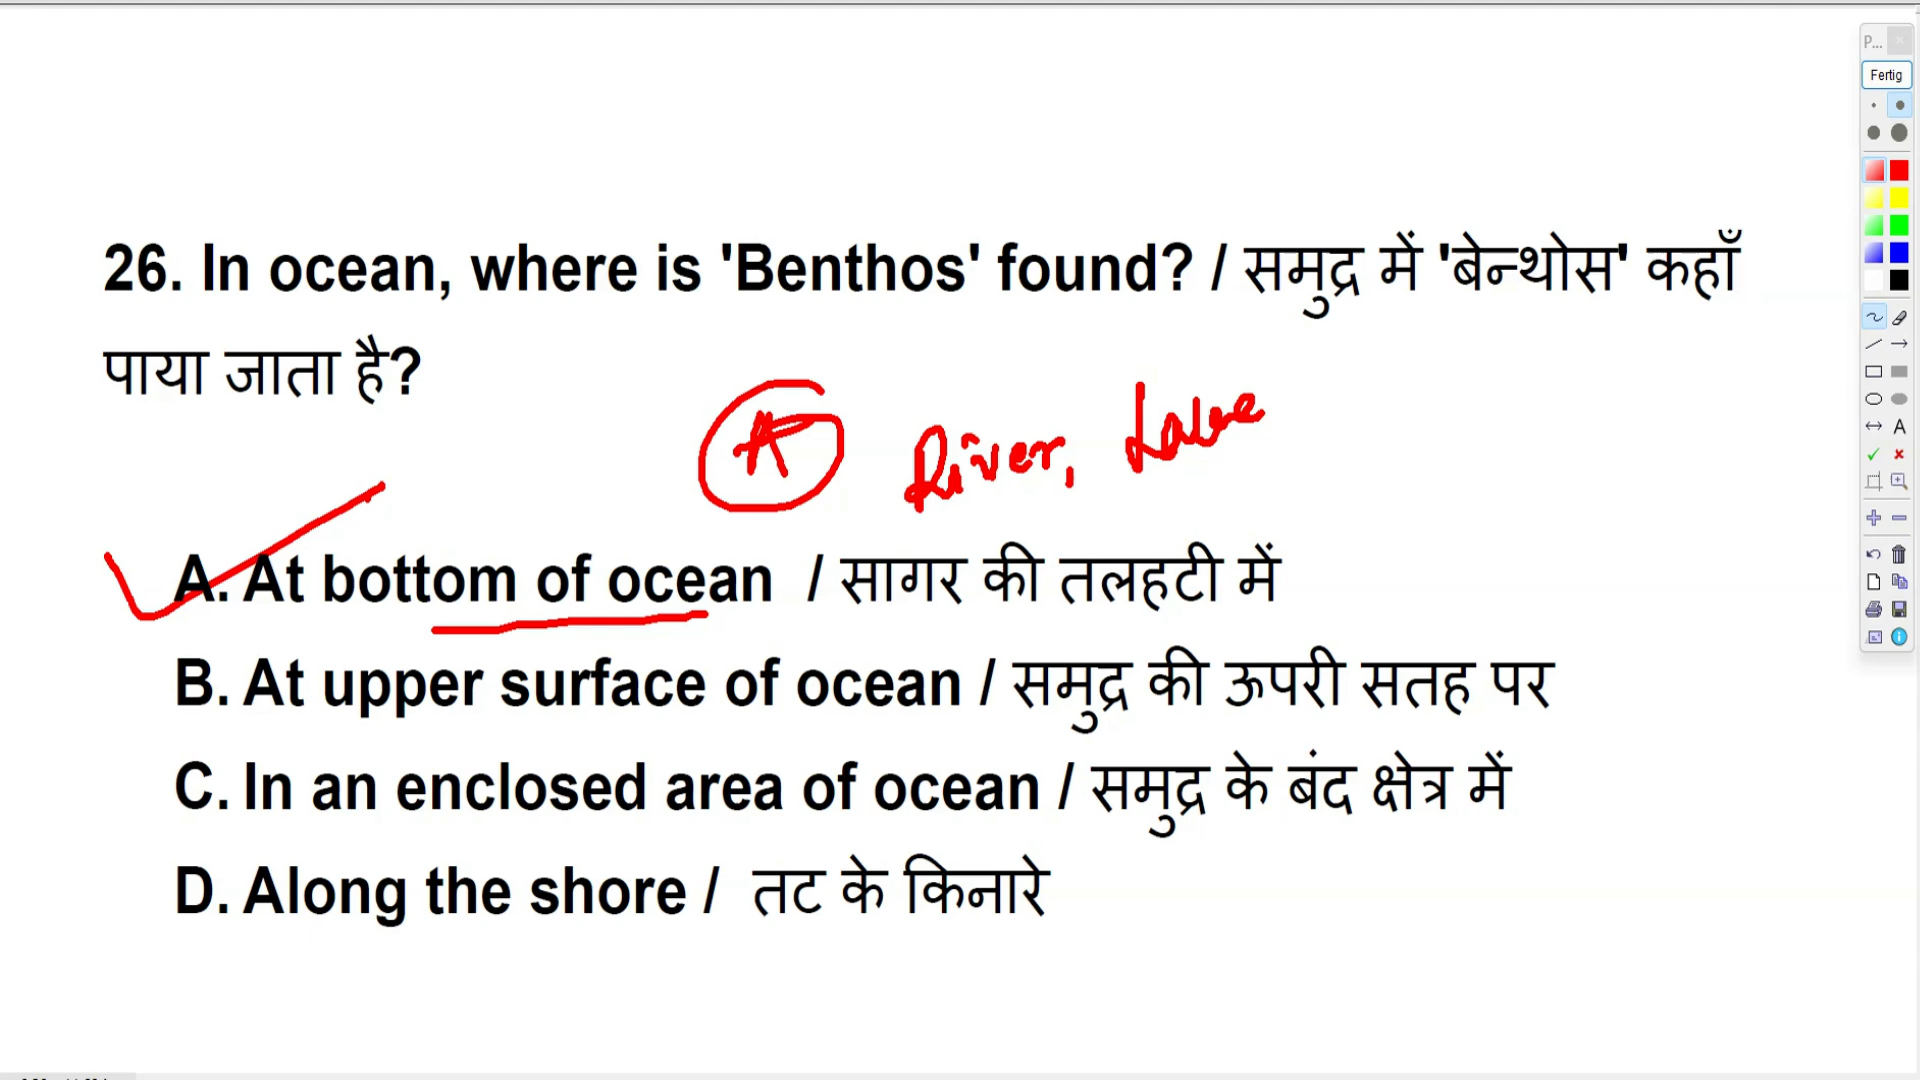 P...
Fertig
26. In ocean, where is 'Benthos' found? / समुद्र में 'बेन्थोस' कहाँ
पाया जाता है?
A
River, Lake
A. At bottom of ocean / सागर की तलहटी में
B. At upper surface of ocean / समुद्र की ऊपरी सतह पर
C. In an enclosed area of ocean / समुद्र के बंद क्षेत्र में
D. Along the shore / तट के किनारे